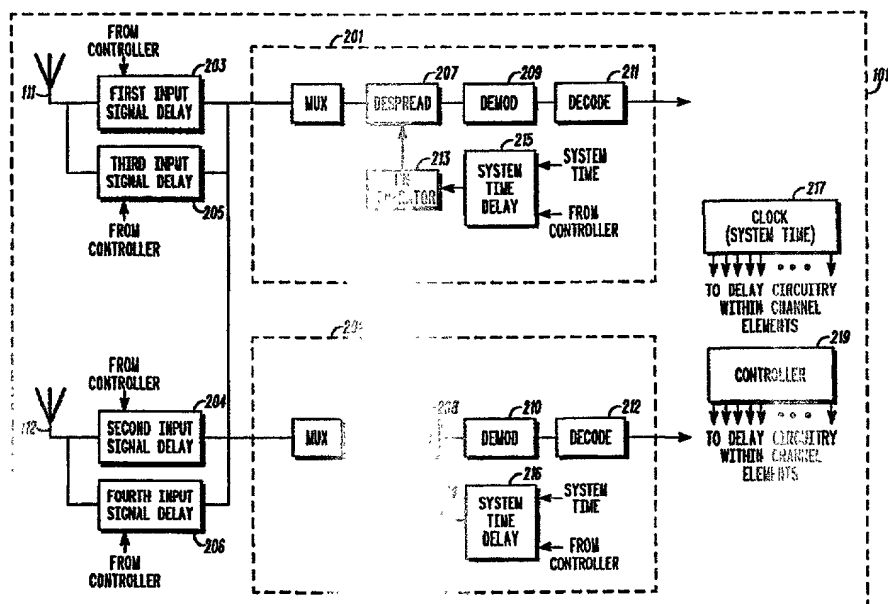 FROM
CONTROLLER
203
111
FIRST INPUT
SIGNAL DELAY
THIRD INPUT
SIGNAL DELAY
205
FROM
CONTROLLER
201
MUX
207
DESPREAD
209
DEMOD
211
DECODE
213
215
SYSTEM
TIME
DELAY
SYSTEM
TIME
FROM
CONTROLLER
101
217
CLOCK
(SYSTEM TIME)
TO DELAY CIRCUITRY
WITHIN CHANNEL
ELEMENTS
FROM
CONTROLLER
204
112
SECOND INPUT
SIGNAL DELAY
FOURTH INPUT
SIGNAL DELAY
206
FROM
CONTROLLER
MUX
208
210
DEMOD
212
DECODE
216
SYSTEM
TIME
DELAY
SYSTEM
TIME
FROM
CONTROLLER
219
CONTROLLER
TO DELAY CIRCUITRY
WITHIN CHANNEL
ELEMENTS